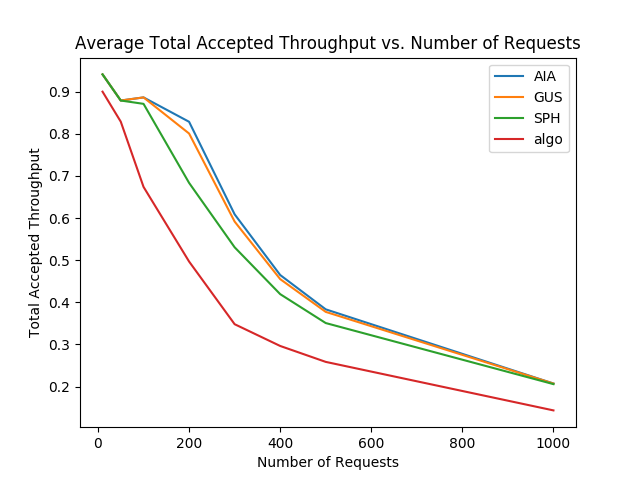 Average Total Accepted Throughput vs. Number of Requests
AIA
GUS
SPH
algo
Total Accepted Throughput
0.9
0.8
0.7
0.6
0.5
0.4
0.3
0.2
0 200 400 600 800 1000
Number of Requests